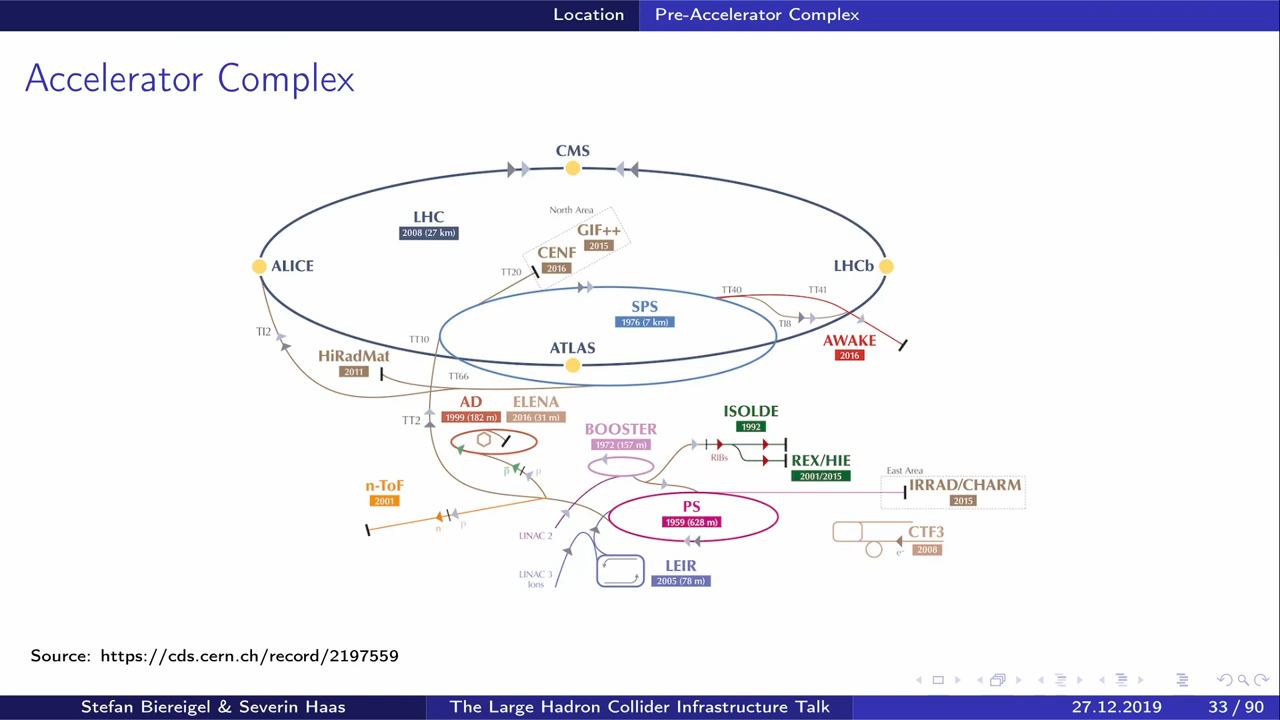 Location Pre-Accelerator Complex
Accelerator Complex
CMS
North Area
LHC
2008 (27 km)
GIF++
2015
CENF
2016
ALICE
LHCb
TT20
TT40
TT41
SPS
1976 (7 km)
TI8
TI2
TT10
ATLAS
AWAKE
2016
HiRadMat
2011
TT66
AD
1999 (182 m)
ELENA
2016 (31 m)
TT2
ISOLDE
1992
BOOSTER
1972 (157 m)
RIBs
REX/HIE
2001/2015
p̄
p
East Area
n-ToF
2001
IRRAD/CHARM
2015
PS
1959 (628 m)
n
p
LINAC 2
CTF3
2008
e-
LEIR
2005 (78 m)
LINAC 3
Ions
Source: https://cds.cern.ch/record/2197559
Stefan Biereigel & Severin Haas The Large Hadron Collider Infrastructure Talk 27.12.2019 33 / 90